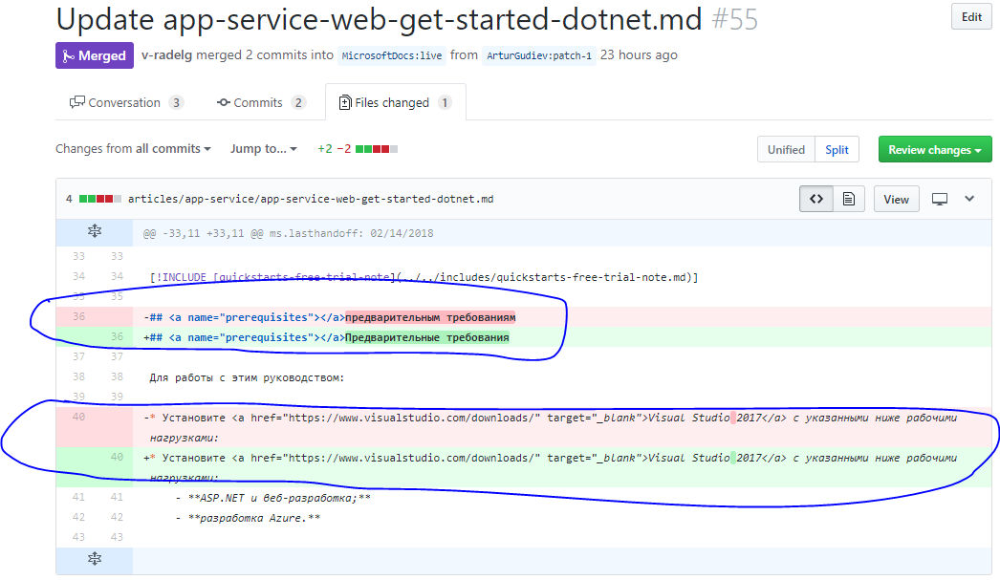 Update app-service-web-get-started-dotnet.md #55
Edit
Merged v-radelg merged 2 commits into MicrosoftDocs:live from ArturGudiev:patch-1 23 hours ago
Conversation 3 Commits 2 Files changed 1
Changes from all commits Jump to... +2 −2
Unified Split Review changes
4 articles/app-service/app-service-web-get-started-dotnet.md
View
@@ -33,11 +33,11 @@ ms.lasthandoff: 02/14/2018
33 33
34 34 [!INCLUDE [quickstarts-free-trial-note](../../includes/quickstarts-free-trial-note.md)]
35 35
36 -## <a name="prerequisites"></a>предварительным требованиям
36 +## <a name="prerequisites"></a>Предварительные требования
37 37
38 38 Для работы с этим руководством:
39 39
40 -* Установите <a href="https://www.visualstudio.com/downloads/" target="_blank">Visual Studio 2017</a> с указанными ниже рабочими
нагрузками:
40 +* Установите <a href="https://www.visualstudio.com/downloads/" target="_blank">Visual Studio 2017</a> с указанными ниже рабочими
нагрузками:
41 41 - **ASP.NET и веб-разработка;**
42 42 - **разработка Azure.**
43 43